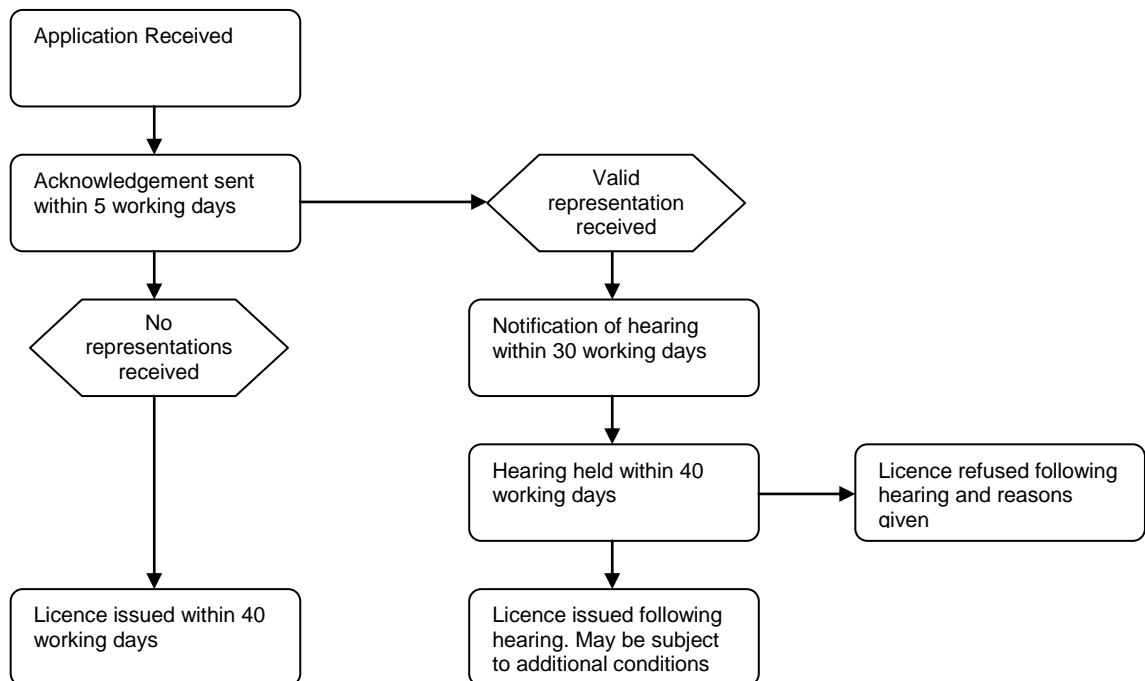 Application Received
Acknowledgement sent
within 5 working days
Valid
representation
received
No
representations
received
Notification of hearing
within 30 working days
Hearing held within 40
working days
Licence refused following
hearing and reasons
given
Licence issued within 40
working days
Licence issued following
hearing. May be subject
to additional conditions